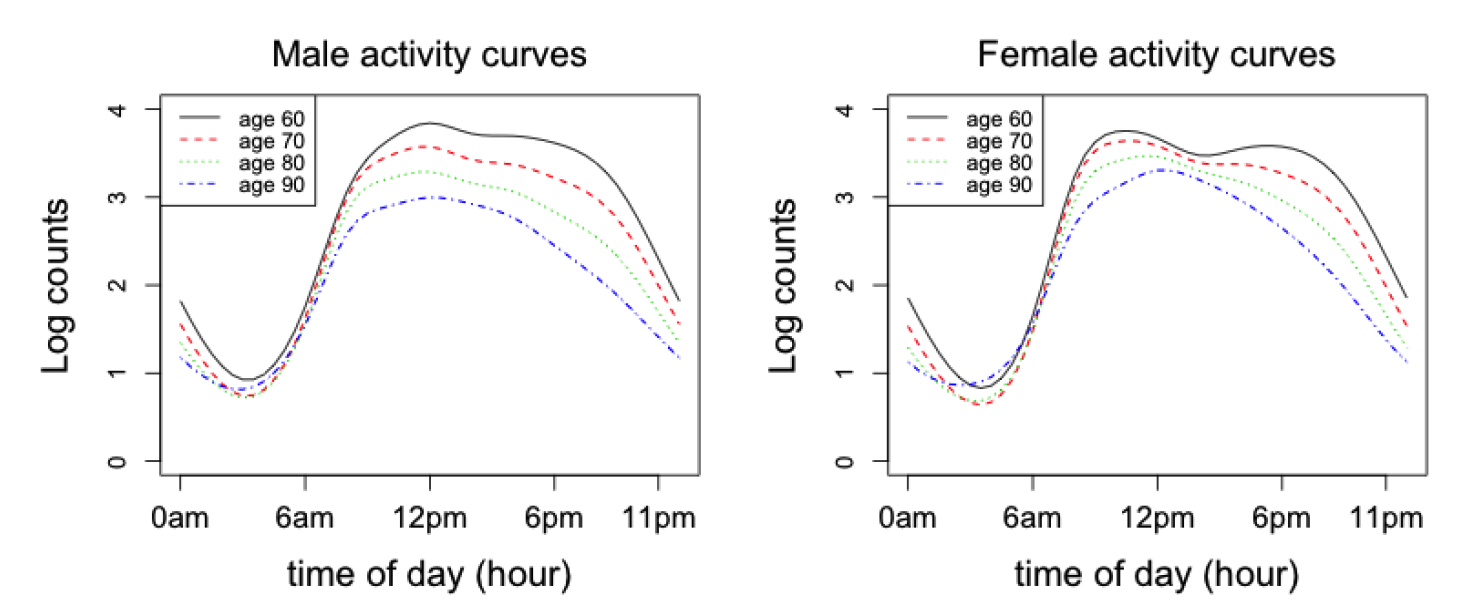 Male activity curves
Log counts
4
3
2
1
0
age 60
age 70
age 80
age 90
0am 6am 12pm 6pm 11pm
time of day (hour)
Female activity curves
Log counts
4
3
2
1
0
age 60
age 70
age 80
age 90
0am 6am 12pm 6pm 11pm
time of day (hour)